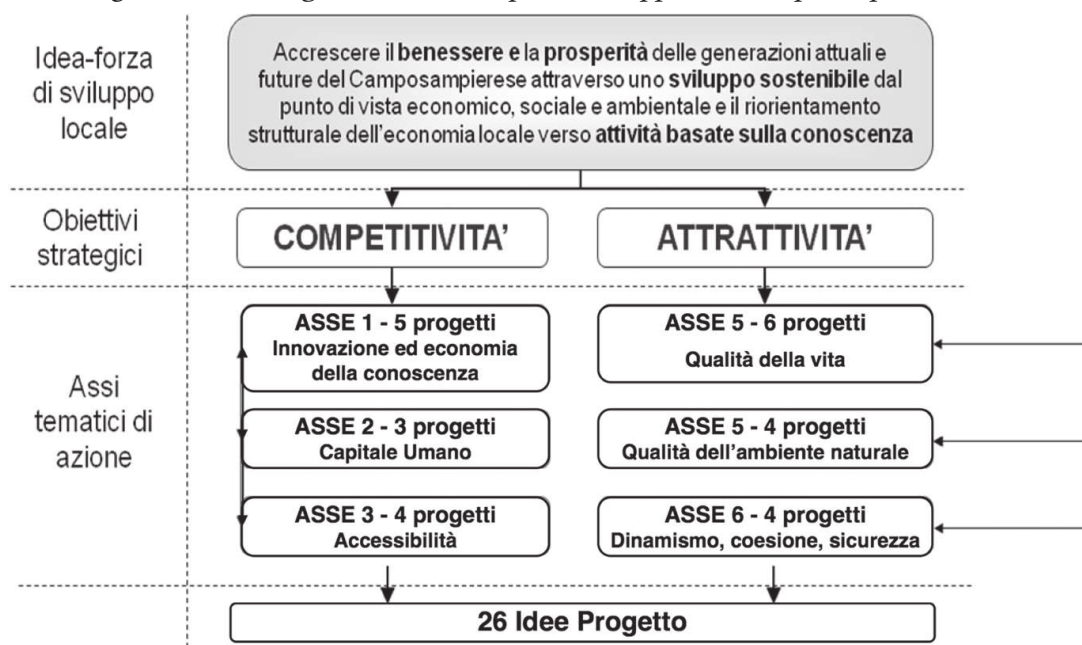 Idea-forza
di sviluppo
locale
Accrescere il benessere e la prosperità delle generazioni attuali e
future del Camposampierese attraverso uno sviluppo sostenibile dal
punto di vista economico, sociale e ambientale e il riorientamento
strutturale dell'economia locale verso attività basate sulla conoscenza
Obiettivi
strategici
COMPETITIVITA'
ATTRATTIVITA'
Assi
tematici di
azione
ASSE 1 - 5 progetti
Innovazione ed economia
della conoscenza
ASSE 2 - 3 progetti
Capitale Umano
ASSE 3 - 4 progetti
Accessibilità
ASSE 5 - 6 progetti
Qualità della vita
ASSE 5 - 4 progetti
Qualità dell'ambiente naturale
ASSE 6 - 4 progetti
Dinamismo, coesione, sicurezza
26 Idee Progetto